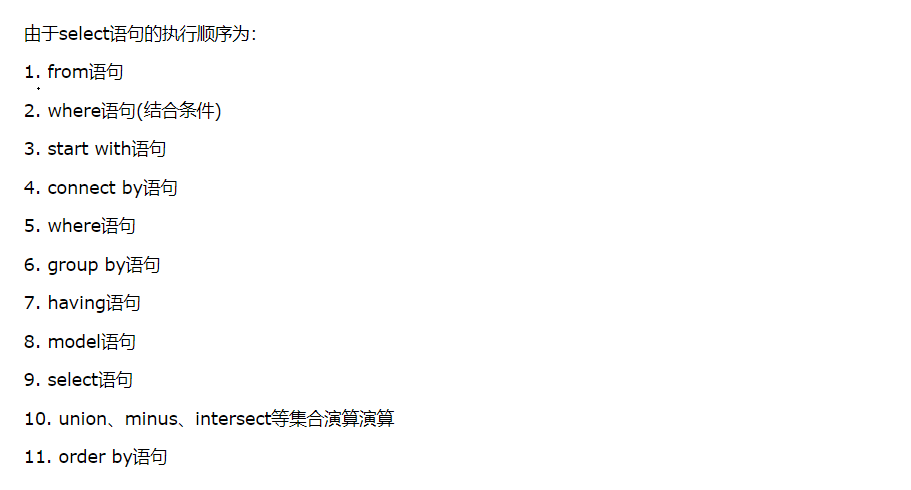 由于select语句的执行顺序为：
1. from语句
2. where语句(结合条件)
3. start with语句
4. connect by语句
5. where语句
6. group by语句
7. having语句
8. model语句
9. select语句
10. union、minus、intersect等集合演算演算
11. order by语句